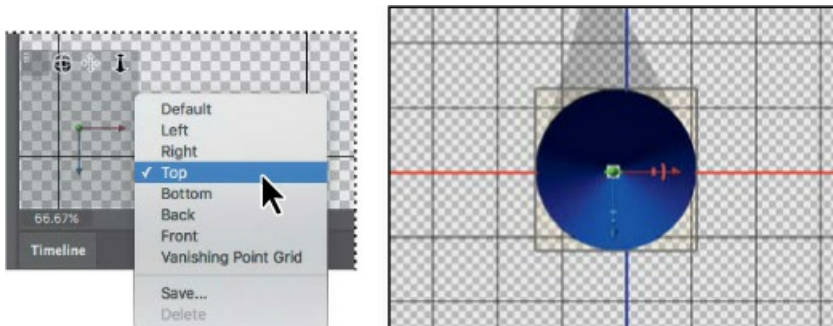 Default
Left
Right
✓ Top
Bottom
Back
Front
Vanishing Point Grid
Save...
Delete
66.67%
Timeline